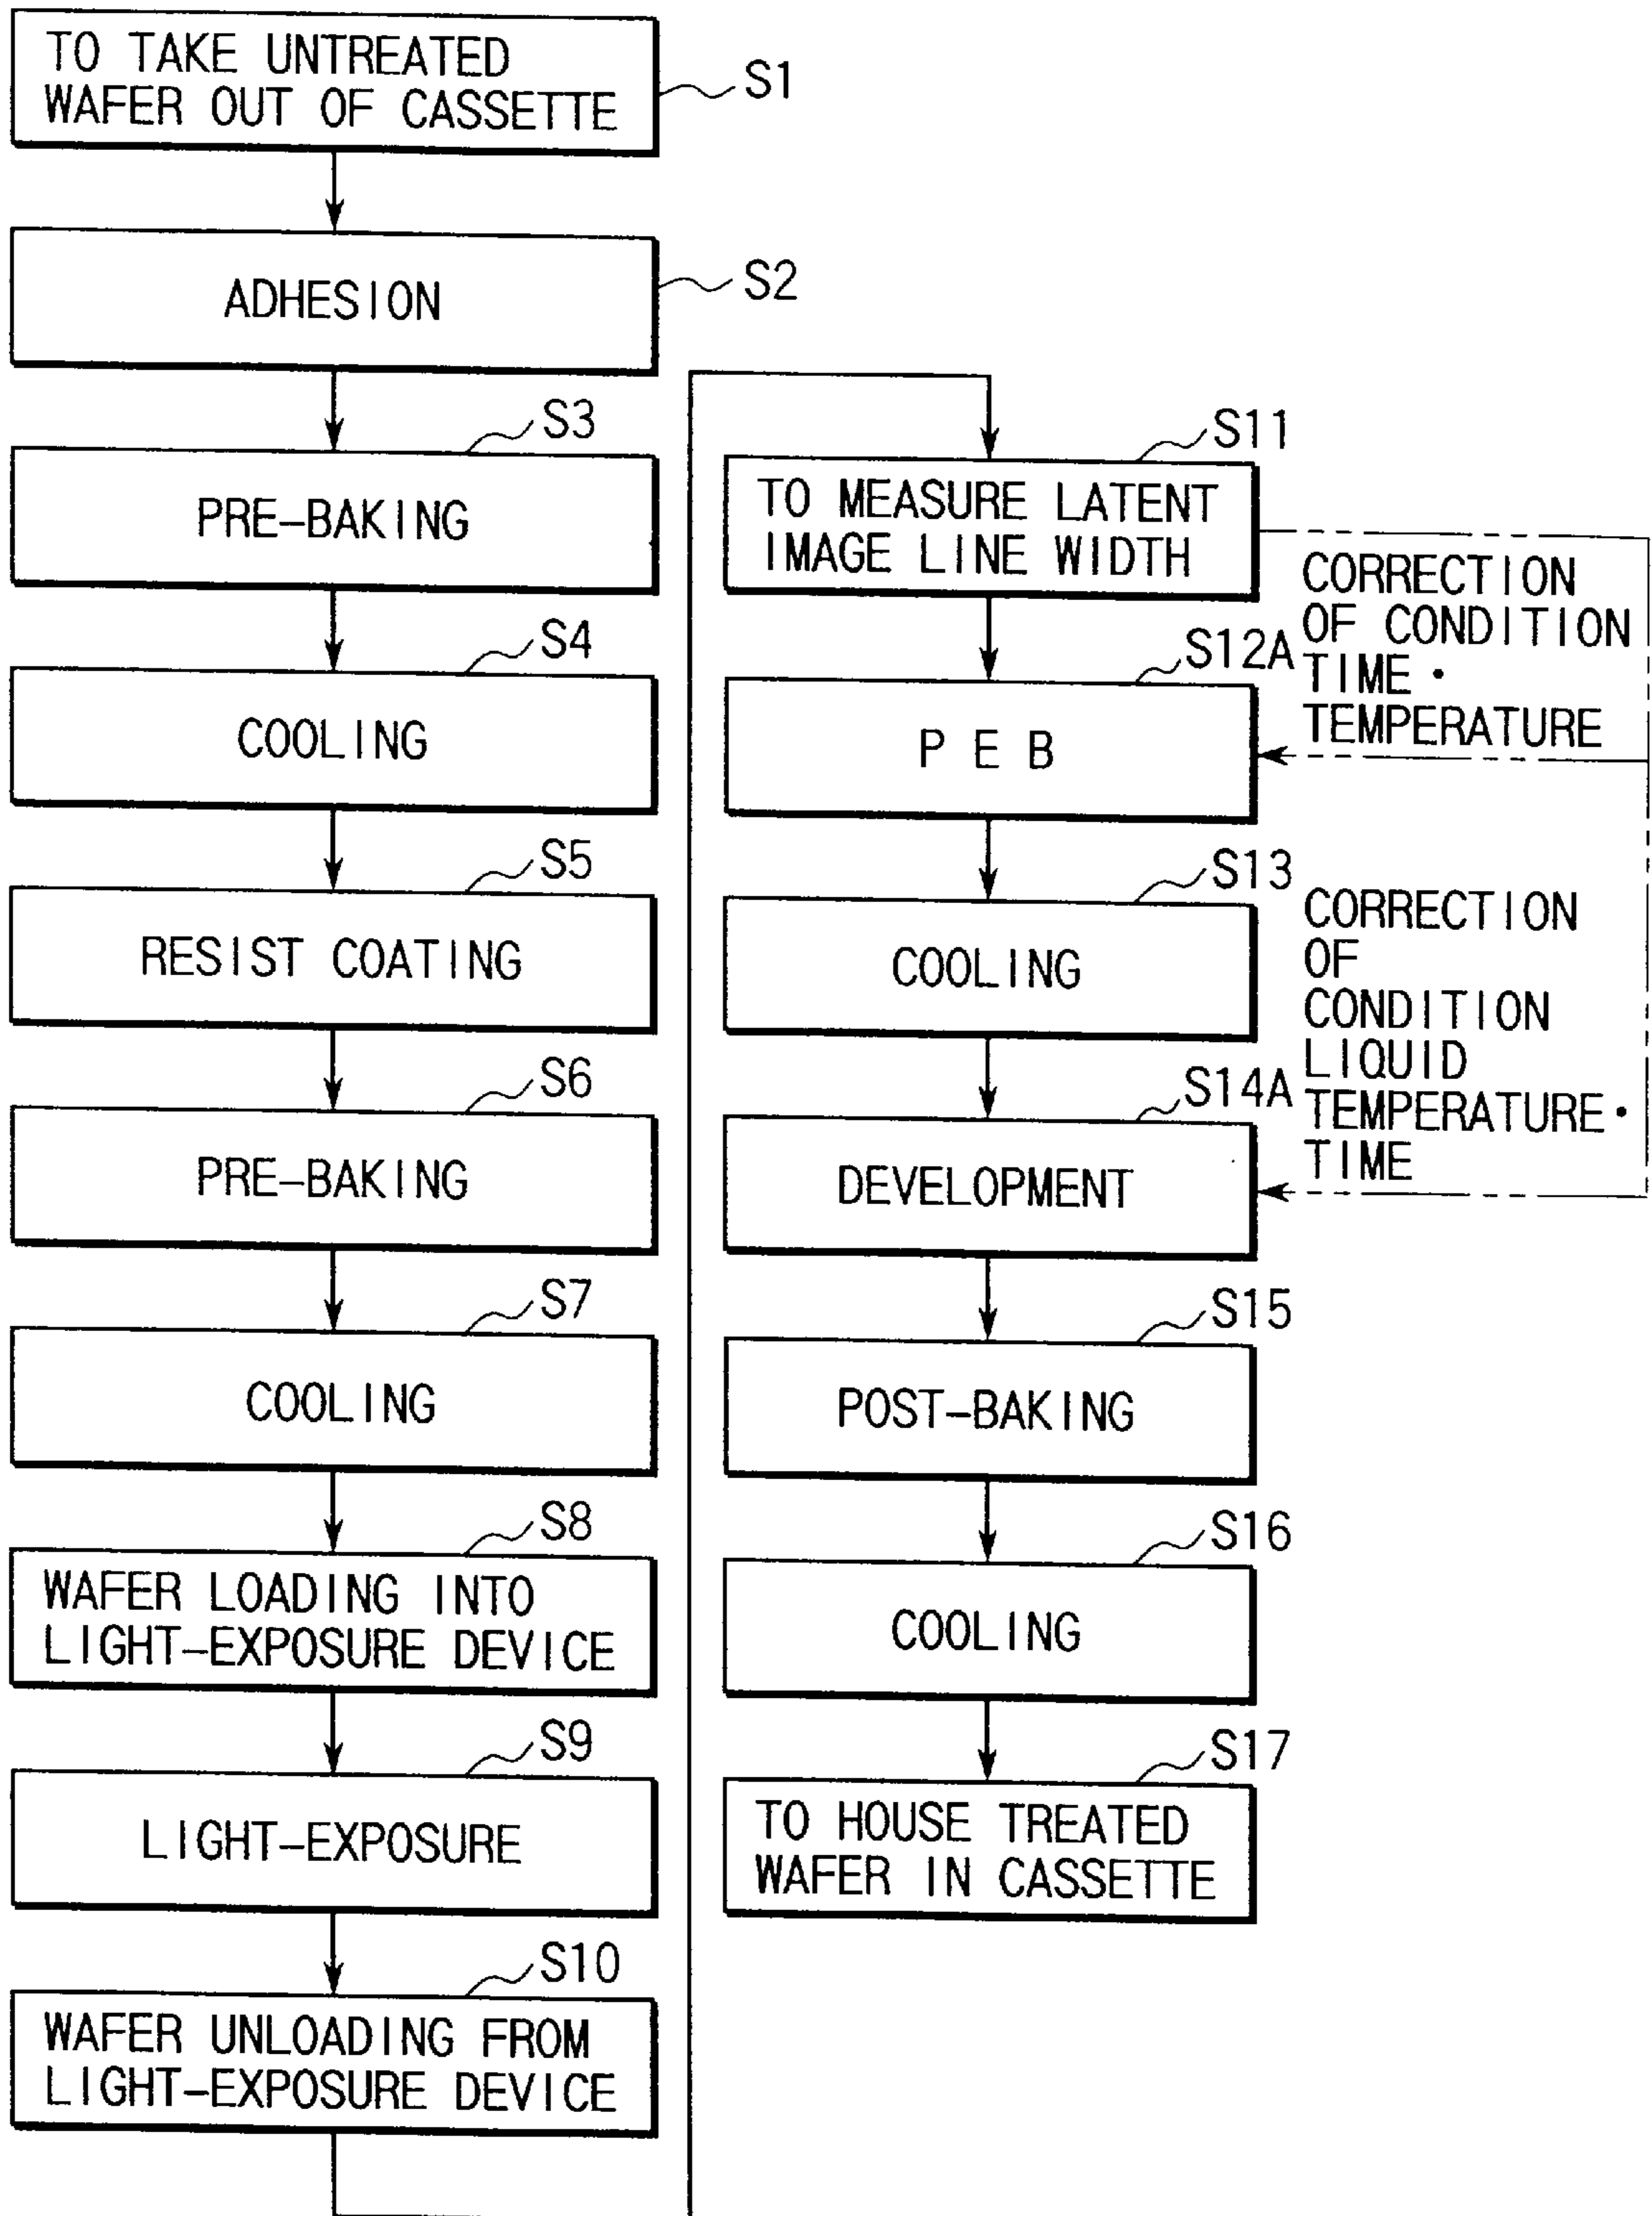 TO TAKE UNTREATED
WAFER OUT OF CASSETTE
S1
ADHESION
S2
S3
PRE-BAKING
S4
COOLING
S5
RESIST COATING
S6
PRE-BAKING
S7
COOLING
S8
WAFER LOADING INTO
LIGHT-EXPOSURE DEVICE
S9
LIGHT-EXPOSURE
S10
WAFER UNLOADING FROM
LIGHT-EXPOSURE DEVICE
S11
TO MEASURE LATENT
IMAGE LINE WIDTH
CORRECTION
OF CONDITION
TIME・
TEMPERATURE
S12A
P E B
S13
COOLING
CORRECTION
OF
CONDITION
LIQUID
TEMPERATURE・
TIME
S14A
DEVELOPMENT
S15
POST-BAKING
S16
COOLING
S17
TO HOUSE TREATED
WAFER IN CASSETTE